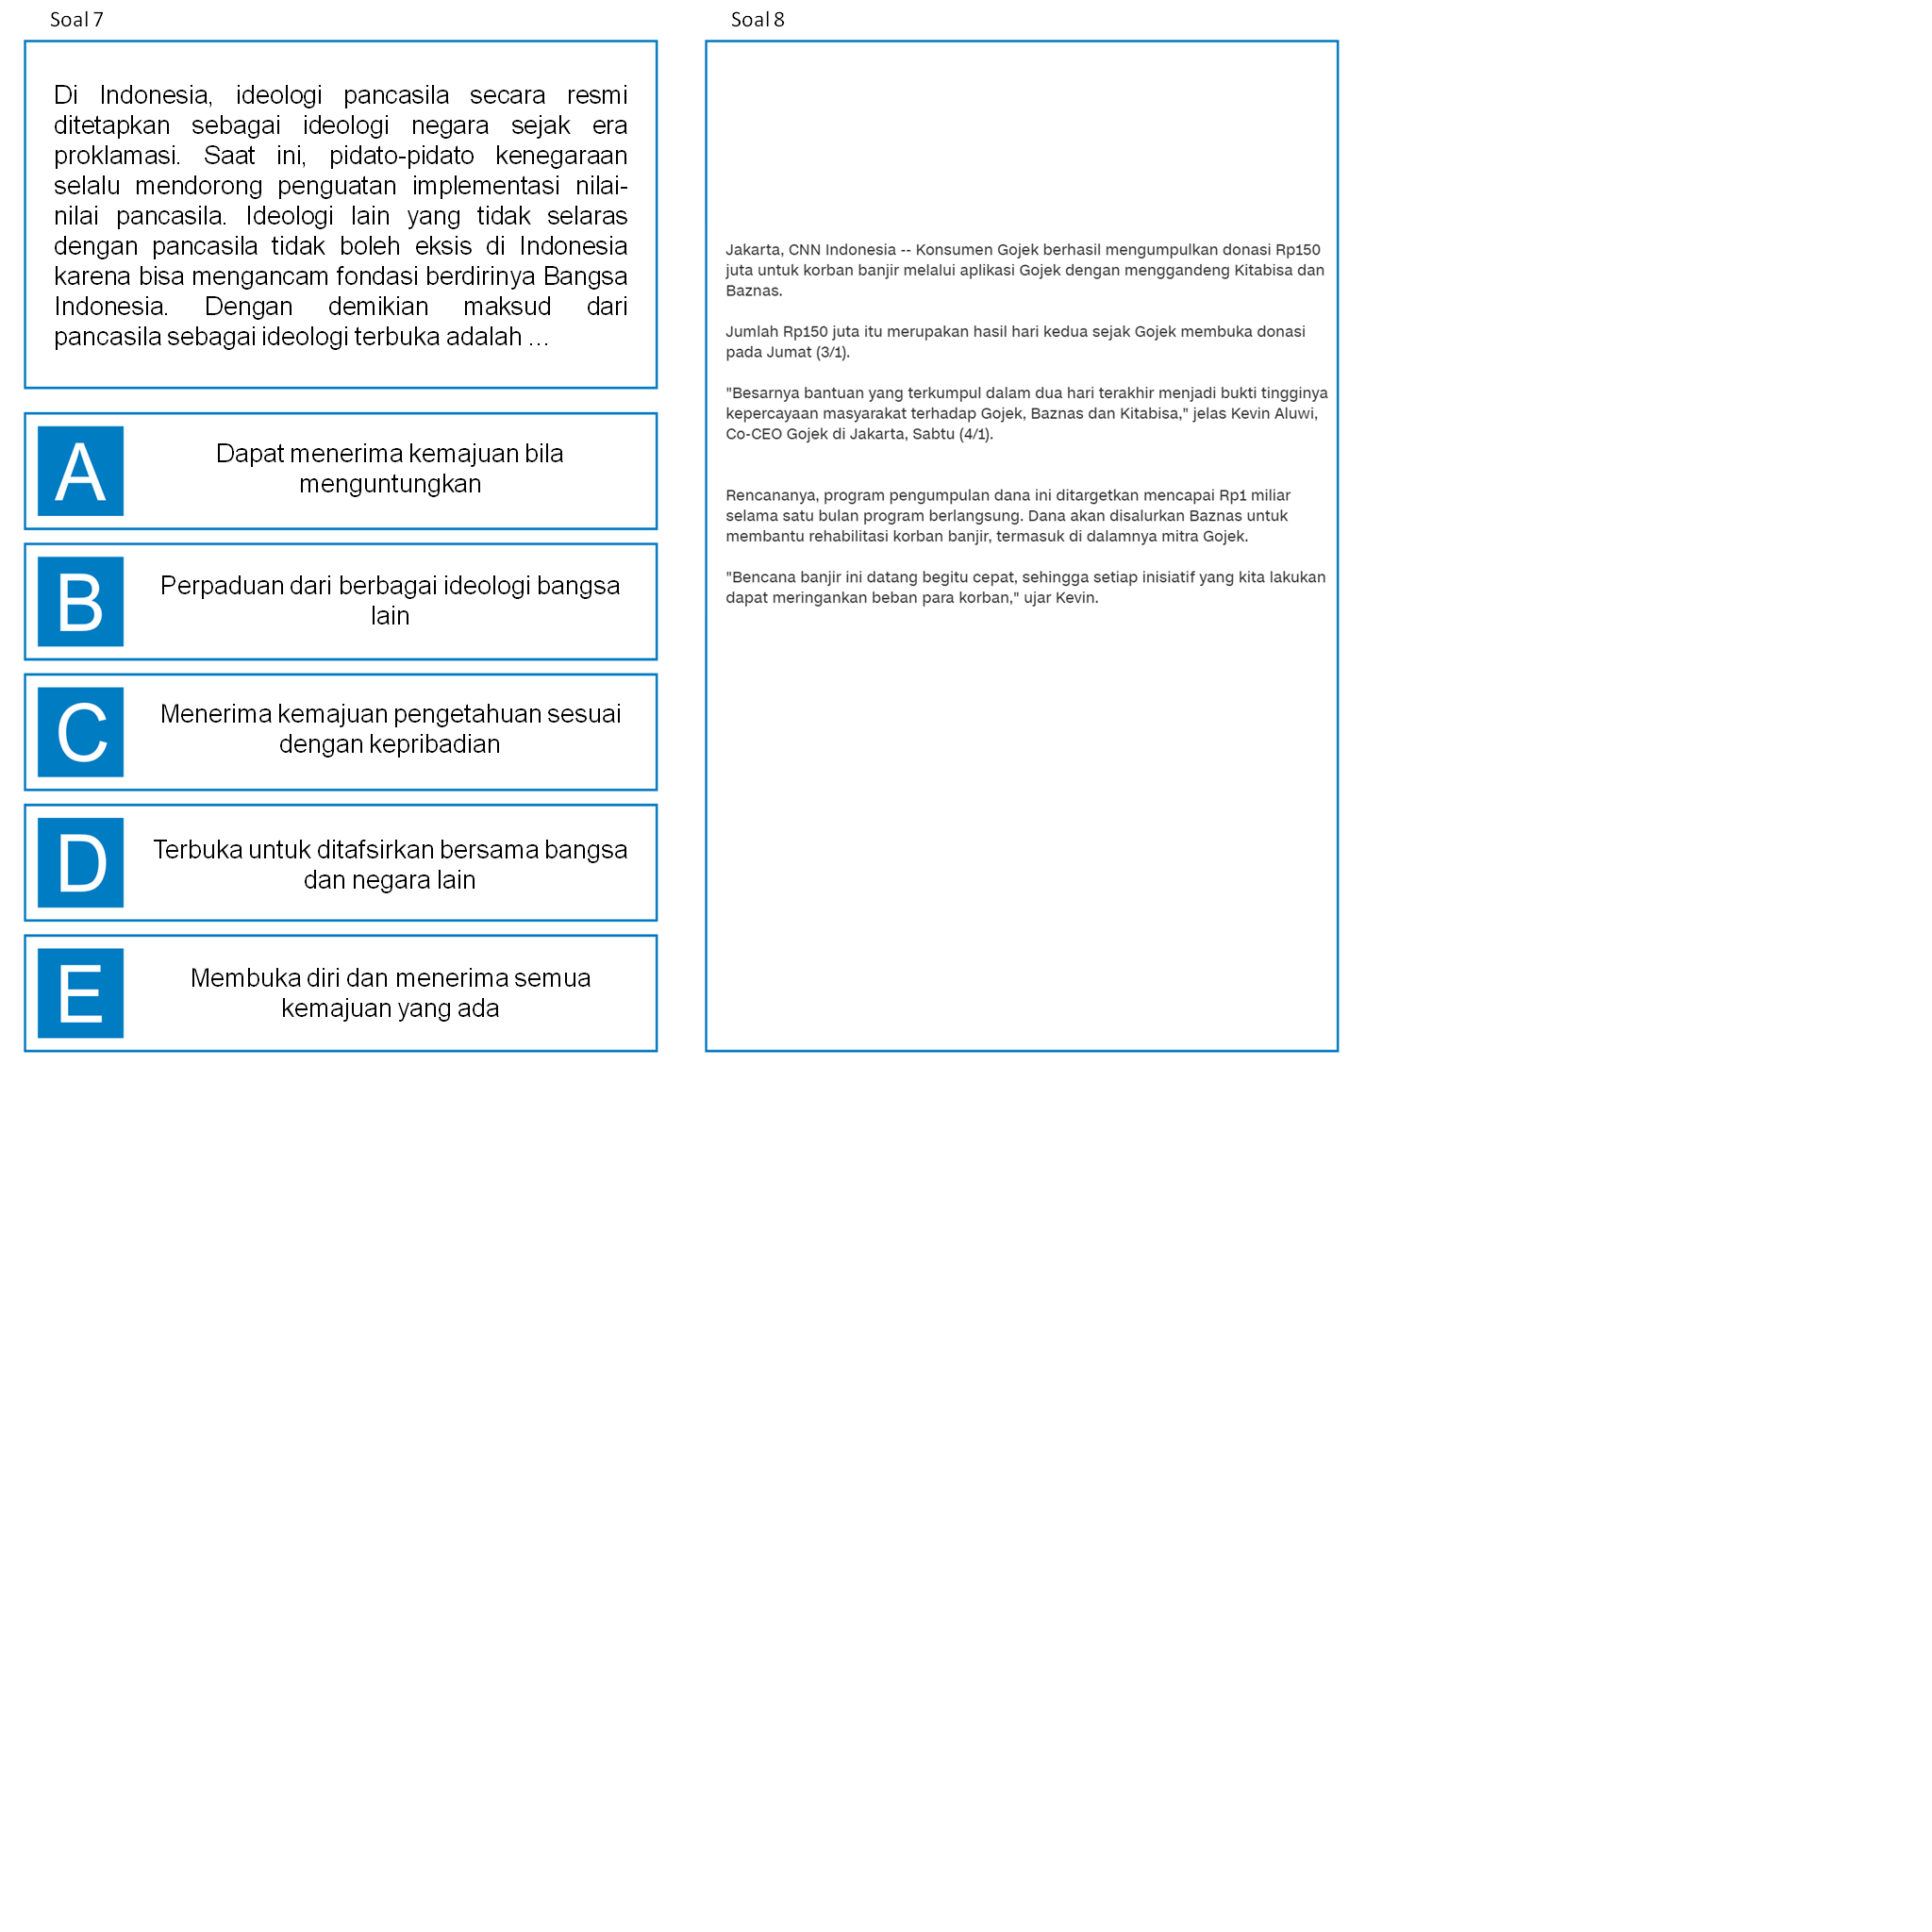 Soal 7
Di Indonesia, ideologi pancasila secara resmi
ditetapkan sebagai ideologi negara sejak era
proklamasi. Saat ini, pidato-pidato kenegaraan
selalu mendorong penguatan implementasi nilai-
nilai pancasila. Ideologi lain yang tidak selaras
dengan pancasila tidak boleh eksis di Indonesia
karena bisa mengancam fondasi berdirinya Bangsa
Indonesia. Dengan demikian maksud dari
pancasila sebagai ideologi terbuka adalah ...
A
Dapat menerima kemajuan bila
menguntungkan
B
Perpaduan dari berbagai ideologi bangsa
lain
C
Menerima kemajuan pengetahuan sesuai
dengan kepribadian
D
Terbuka untuk ditafsirkan bersama bangsa
dan negara lain
E
Membuka diri dan menerima semua
kemajuan yang ada
Soal 8
Jakarta, CNN Indonesia -- Konsumen Gojek berhasil mengumpulkan donasi Rp150
juta untuk korban banjir melalui aplikasi Gojek dengan menggandeng Kitabisa dan
Baznas.
Jumlah Rp150 juta itu merupakan hasil hari kedua sejak Gojek membuka donasi
pada Jumat (3/1).
"Besarnya bantuan yang terkumpul dalam dua hari terakhir menjadi bukti tingginya
kepercayaan masyarakat terhadap Gojek, Baznas dan Kitabisa," jelas Kevin Aluwi,
Co-CEO Gojek di Jakarta, Sabtu (4/1).
Rencananya, program pengumpulan dana ini ditargetkan mencapai Rp1 miliar
selama satu bulan program berlangsung. Dana akan disalurkan Baznas untuk
membantu rehabilitasi korban banjir, termasuk di dalamnya mitra Gojek.
"Bencana banjir ini datang begitu cepat, sehingga setiap inisiatif yang kita lakukan
dapat meringankan beban para korban," ujar Kevin.